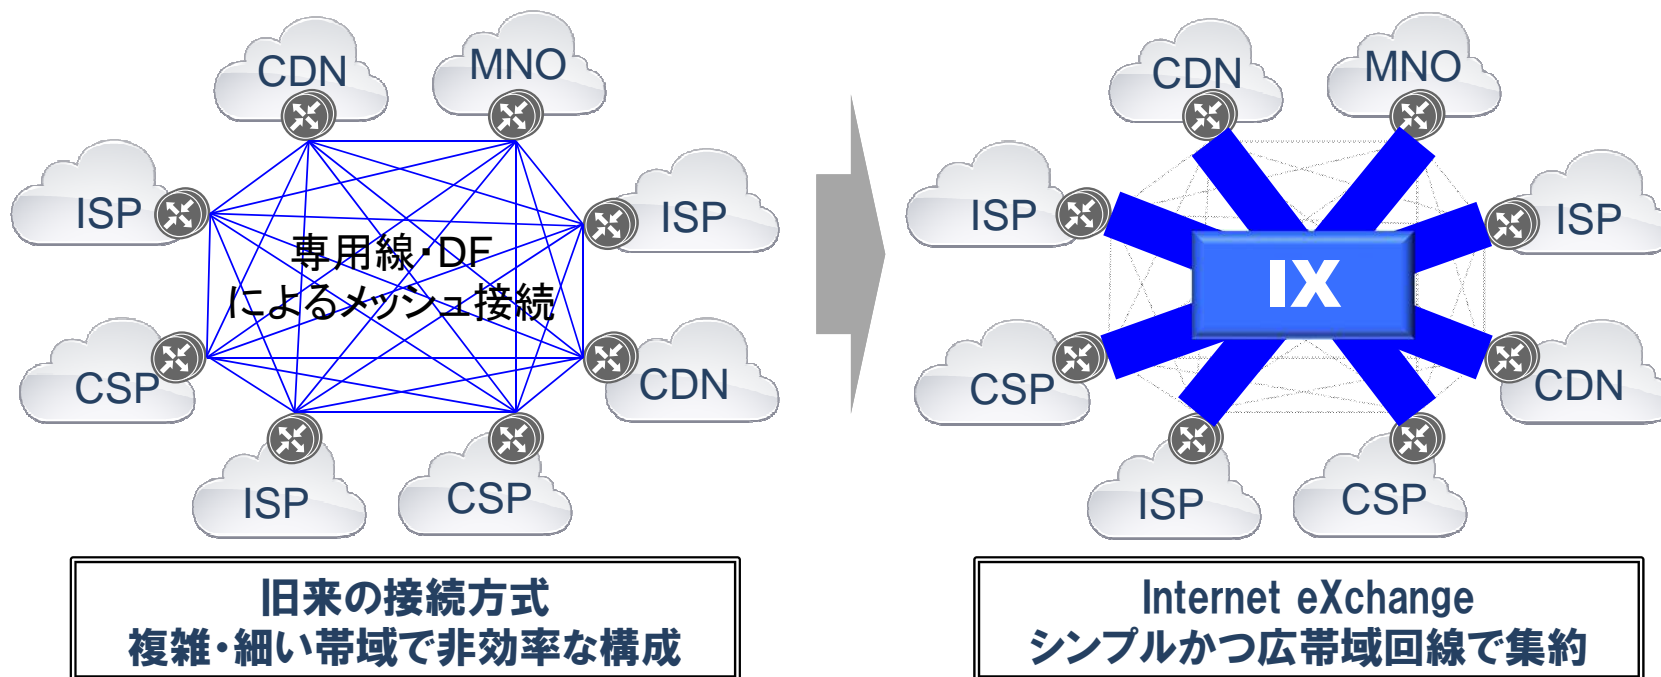 CDN
MNO
ISP
ISP
専用線・DF
によるメッシュ接続
CSP
CDN
ISP
CSP
旧来の接続方式
複雑・細い帯域で非効率な構成
CDN
MNO
ISP
ISP
IX
CSP
CDN
ISP
CSP
Internet eXchange
シンプルかつ広帯域回線で集約